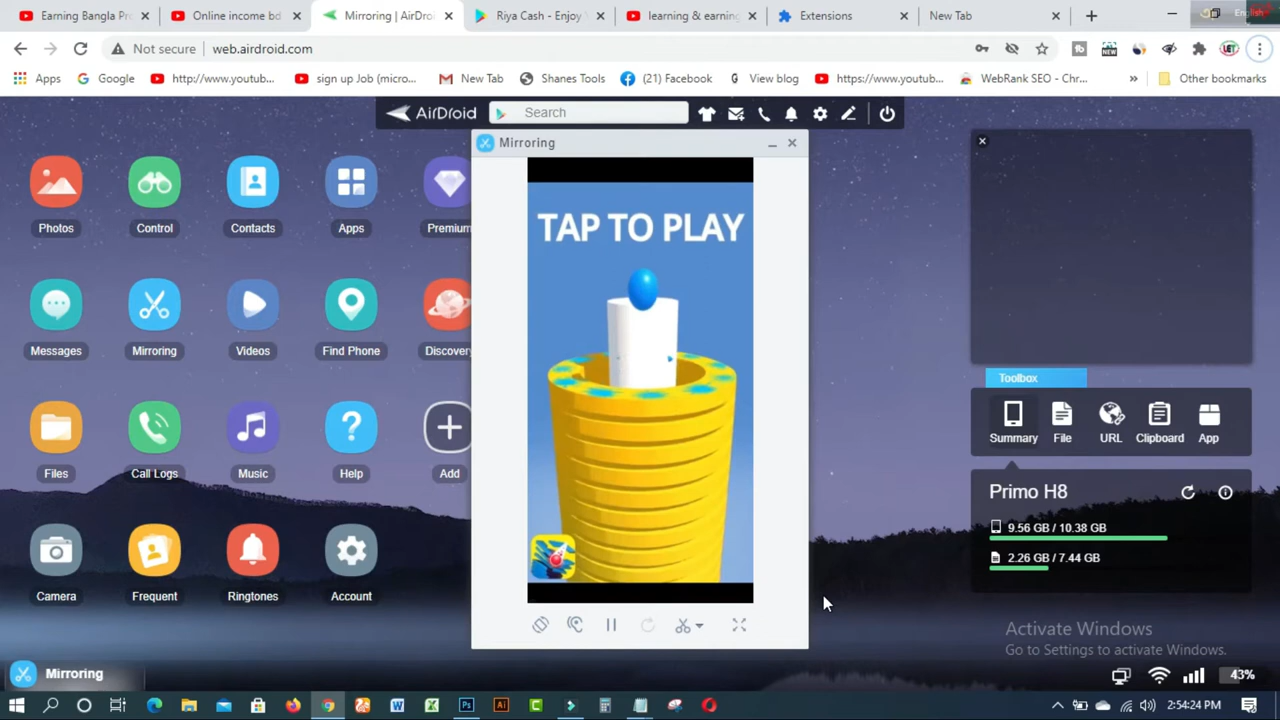 Earning Bangla Pr
Online income bd
Mirroring | AirDroi
Riya Cash - Enjoy
learning & earning
Extensions
New Tab
English
Not secure
web.airdroid.com
Apps
Google
http://www.youtub...
sign up Job (micro...
New Tab
Shanes Tools
(21) Facebook
View blog
https://www.youtub...
WebRank SEO - Chr...
Other bookmarks
AirDroid
Search
Mirroring
TAP TO PLAY
Photos
Control
Contacts
Apps
Premium
Messages
Mirroring
Videos
Find Phone
Discovery
Files
Call Logs
Music
Help
Add
Camera
Frequent
Ringtones
Account
Toolbox
Summary
File
URL
Clipboard
App
Primo H8
9.56 GB / 10.38 GB
2.26 GB / 7.44 GB
Activate Windows
Go to Settings to activate Windows.
Mirroring
43%
2:54:24 PM